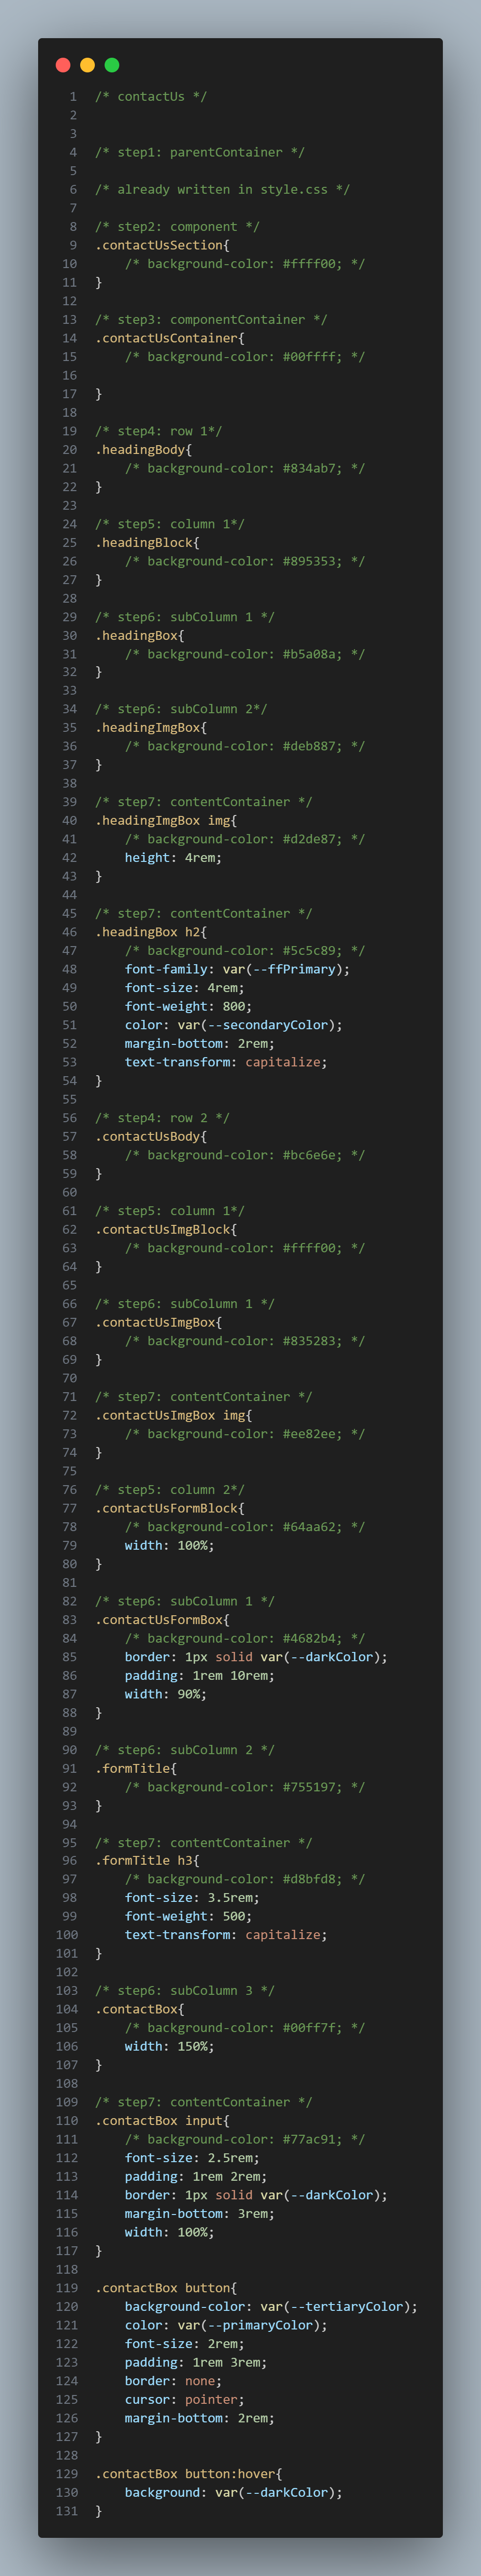 1 /* contactUs */
2
3
4 /* step1: parentContainer */
5
6 /* already written in style.css */
7
8 /* step2: component */
9 .contactUsSection{
10     /* background-color: #ffff00; */
11 }
12
13 /* step3: componentContainer */
14 .contactUsContainer{
15     /* background-color: #00ffff; */
16
17 }
18
19 /* step4: row 1*/
20 .headingBody{
21     /* background-color: #834ab7; */
22 }
23
24 /* step5: column 1*/
25 .headingBlock{
26     /* background-color: #895353; */
27 }
28
29 /* step6: subColumn 1 */
30 .headingBox{
31     /* background-color: #b5a08a; */
32 }
33
34 /* step6: subColumn 2*/
35 .headingImgBox{
36     /* background-color: #deb887; */
37 }
38
39 /* step7: contentContainer */
40 .headingImgBox img{
41     /* background-color: #d2de87; */
42     height: 4rem;
43 }
44
45 /* step7: contentContainer */
46 .headingBox h2{
47     /* background-color: #5c5c89; */
48     font-family: var(--ffPrimary);
49     font-size: 4rem;
50     font-weight: 800;
51     color: var(--secondaryColor);
52     margin-bottom: 2rem;
53     text-transform: capitalize;
54 }
55
56 /* step4: row 2 */
57 .contactUsBody{
58     /* background-color: #bc6e6e; */
59 }
60
61 /* step5: column 1*/
62 .contactUsImgBlock{
63     /* background-color: #ffff00; */
64 }
65
66 /* step6: subColumn 1 */
67 .contactUsImgBox{
68     /* background-color: #835283; */
69 }
70
71 /* step7: contentContainer */
72 .contactUsImgBox img{
73     /* background-color: #ee82ee; */
74 }
75
76 /* step5: column 2*/
77 .contactUsFormBlock{
78     /* background-color: #64aa62; */
79     width: 100%;
80 }
81
82 /* step6: subColumn 1 */
83 .contactUsFormBox{
84     /* background-color: #4682b4; */
85     border: 1px solid var(--darkColor);
86     padding: 1rem 10rem;
87     width: 90%;
88 }
89
90 /* step6: subColumn 2 */
91 .formTitle{
92     /* background-color: #755197; */
93 }
94
95 /* step7: contentContainer */
96 .formTitle h3{
97     /* background-color: #d8bfd8; */
98     font-size: 3.5rem;
99     font-weight: 500;
100     text-transform: capitalize;
101 }
102
103 /* step6: subColumn 3 */
104 .contactBox{
105     /* background-color: #00ff7f; */
106     width: 150%;
107 }
108
109 /* step7: contentContainer */
110 .contactBox input{
111     /* background-color: #77ac91; */
112     font-size: 2.5rem;
113     padding: 1rem 2rem;
114     border: 1px solid var(--darkColor);
115     margin-bottom: 3rem;
116     width: 100%;
117 }
118
119 .contactBox button{
120     background-color: var(--tertiaryColor);
121     color: var(--primaryColor);
122     font-size: 2rem;
123     padding: 1rem 3rem;
124     border: none;
125     cursor: pointer;
126     margin-bottom: 2rem;
127 }
128
129 .contactBox button:hover{
130     background: var(--darkColor);
131 }